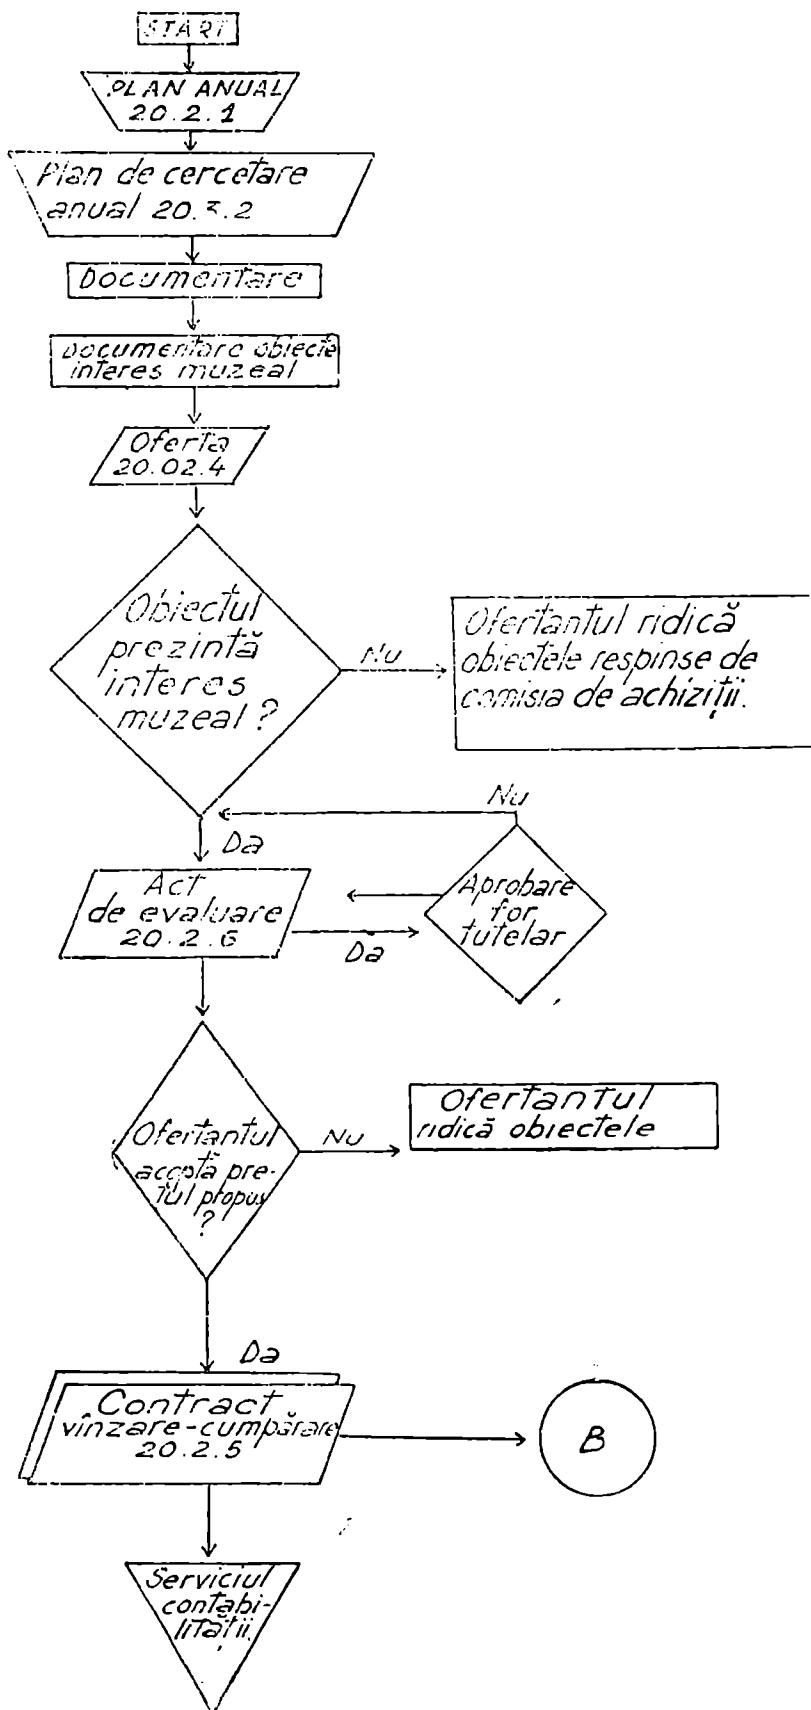 START
PLAN ANUAL
20.2.1
Plan de cercetare
anual 20.3.2
Documentare
Documentare obiecte
interes muzeal
Oferta
20.02.4
Obiectul
prezintă
interes
muzeal?
Nu
Ofertantul ridică
obiectele respinse de
comisia de achiziții.
Nu
Da
Act
de evaluare
20.2.6
Da
Aprobare
for
tutelar
Ofertantul
acceptă pre-
țul propus
?
Nu
Ofertantul
ridică obiectele
Da
Contract
vînzare-cumpărare
20.2.5
B
Serviciul
contabi-
lității